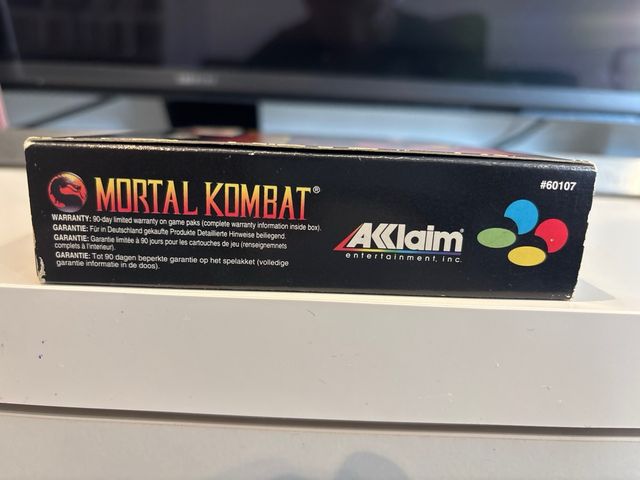 MORTAL KOMBAT®
WARRANTY: 90-day limited warranty on game paks (complete warranty information inside box).
GARANTIE: Für in Deutschland gekaufte Produkte Detaillierte Hinweise beiliegend.
GARANTIE: Garantie limitée à 90 jours pour les cartouches de jeu (renseignemnets
complets à l'interieur).
GARANTIE: Tot 90 dagen beperkte garantie op het spelakket (volledige
garantie informatie in de doos).
AKKlaim®
entertainment, inc.
#60107